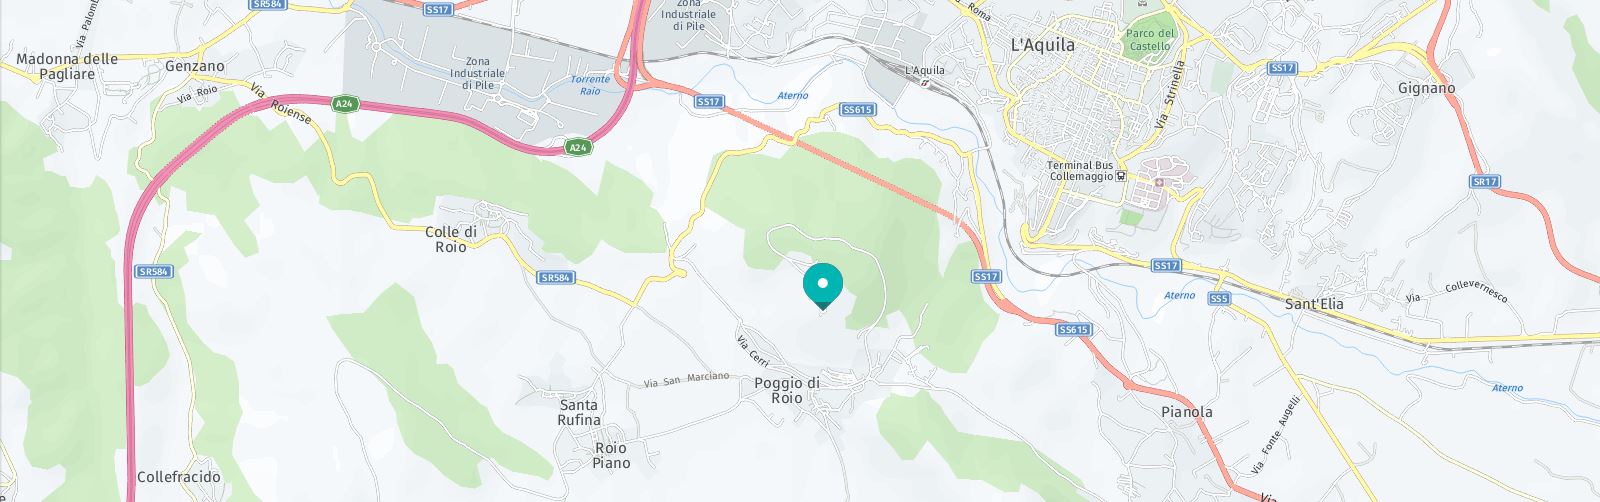 SR584
SS17
Zona
Industriale
di Pile
Via Roma
Via Palomb
L'Aquila
Parco del
Castello
Madonna delle
Pagliare
Genzano
Zona
Industriale
di Pile
Torrente
Raio
L'Aquila
SS17
Gignano
Via Roio
Via Roiense
A24
SS17
Aterno
SS615
Via Strinella
A24
Terminal Bus
Collemaggio
SR17
Colle di
Roio
SR584
SR584
SS17
SS17
Aterno
SS5
Sant'Elia
Via Collevernesco
SS615
Via Cerri
Via San Marciano
Poggio di
Roio
Aterno
Santa
Rufina
Pianola
Via Fonte Augelli
Roio
Piano
Collefracido
Via